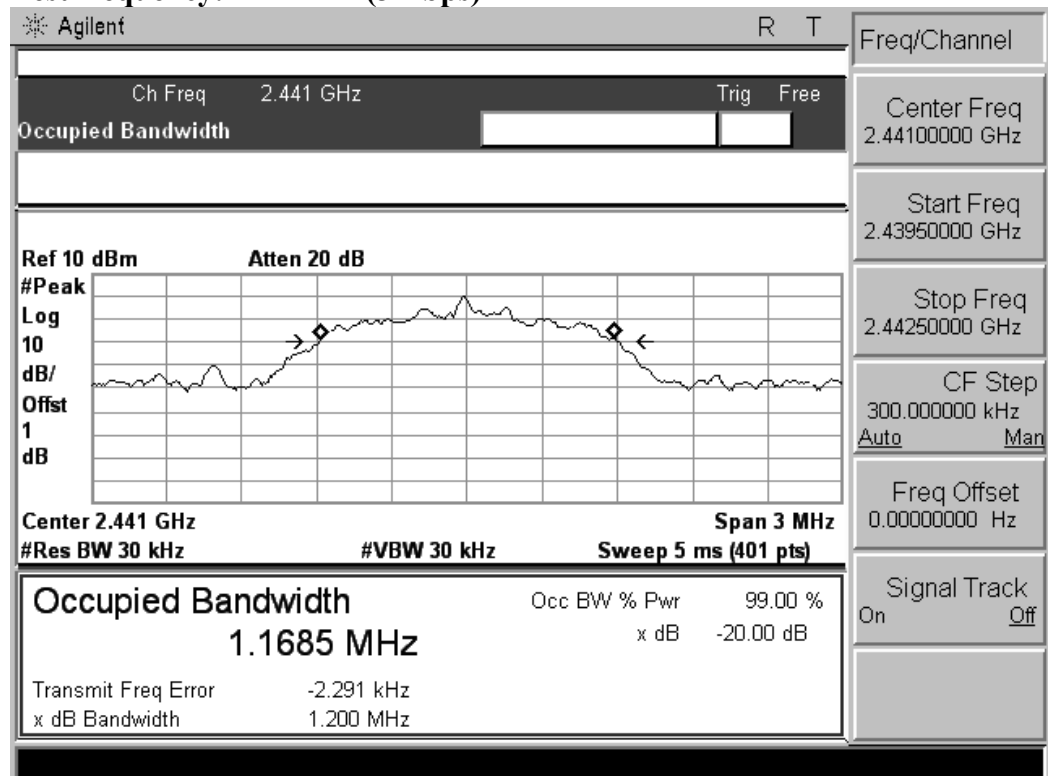 Agilent
R T
Freq/Channel
Ch Freq 2.441 GHz
Trig Free
Occupied Bandwidth
Center Freq
2.44100000 GHz
Start Freq
2.43950000 GHz
Ref 10 dBm
Atten 20 dB
#Peak
Log
10
dB/
Offst
1
dB
Stop Freq
2.44250000 GHz
CF Step
300.000000 kHz
Auto Man
Center 2.441 GHz
Span 3 MHz
#Res BW 30 kHz
#VBW 30 kHz
Sweep 5 ms (401 pts)
Freq Offset
0.00000000 Hz
Occupied Bandwidth
1.1685 MHz
Occ BW % Pwr 99.00 %
x dB -20.00 dB
Signal Track
On Off
Transmit Freq Error -2.291 kHz
x dB Bandwidth 1.200 MHz